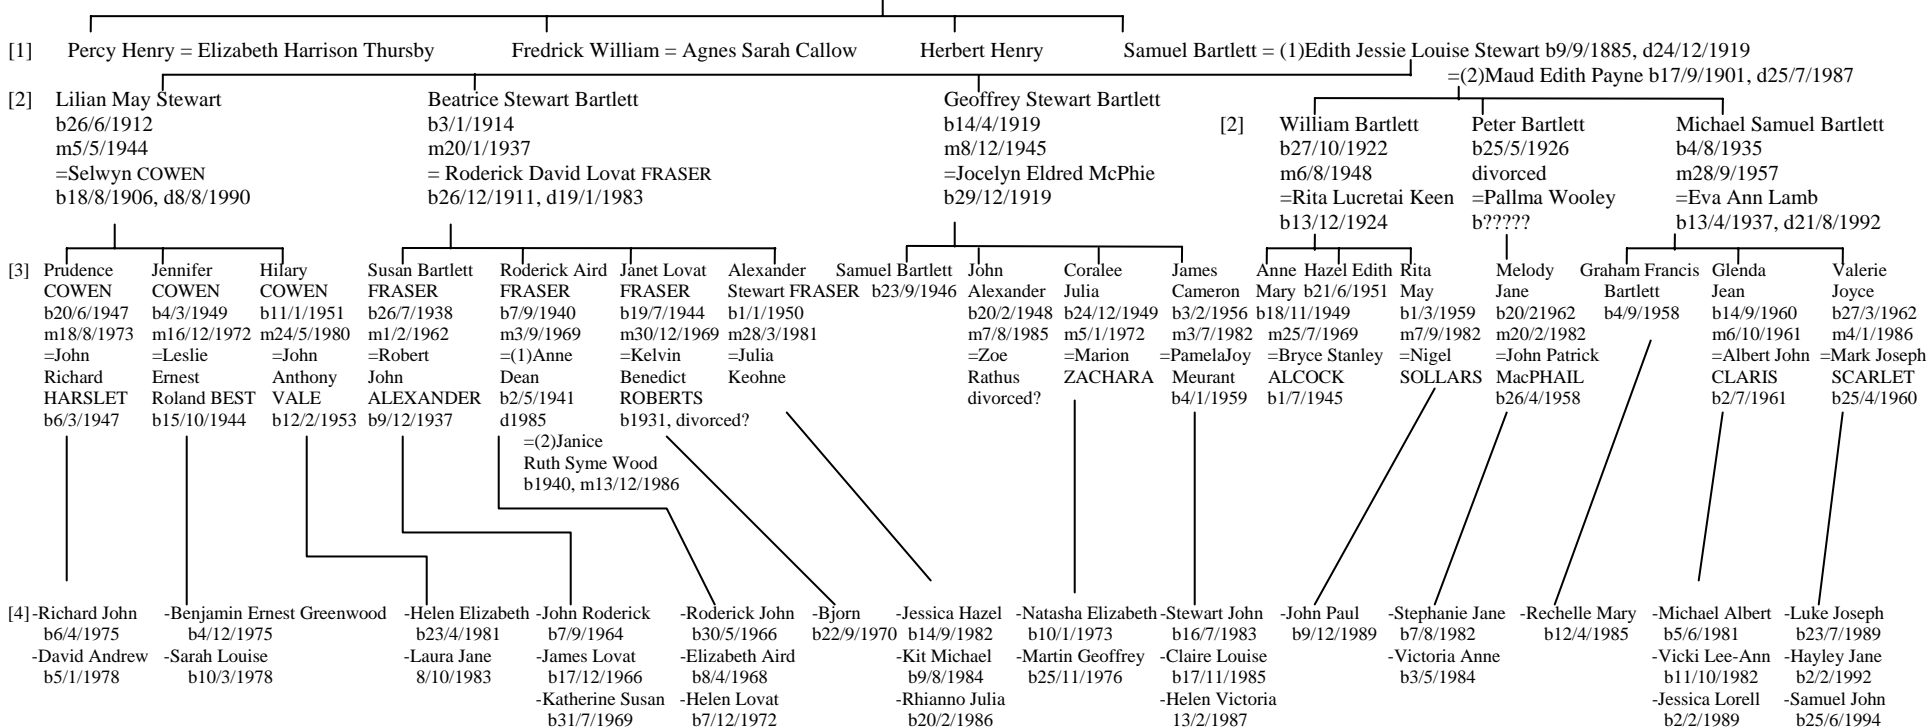 [1] Percy Henry = Elizabeth Harrison Thursby Fredrick William = Agnes Sarah Callow Herbert Henry Samuel Bartlett = (1)Edith Jessie Louise Stewart b9/9/1885, d24/12/1919
=(2)Maud Edith Payne b17/9/1901, d25/7/1987
[2] Lilian May Stewart
b26/6/1912
m5/5/1944
=Selwyn COWEN
b18/8/1906, d8/8/1990
Beatrice Stewart Bartlett
b3/1/1914
m20/1/1937
= Roderick David Lovat FRASER
b26/12/1911, d19/1/1983
Geoffrey Stewart Bartlett
b14/4/1919
m8/12/1945
=Jocelyn Eldred McPhie
b29/12/1919
[2] William Bartlett
b27/10/1922
m6/8/1948
=Rita Lucretai Keen
b13/12/1924
Peter Bartlett
b25/5/1926
divorced
=Pallma Wooley
b?????
Michael Samuel Bartlett
b4/8/1935
m28/9/1957
=Eva Ann Lamb
b13/4/1937, d21/8/1992
[3] Prudence
COWEN
b20/6/1947
m18/8/1973
=John
Richard
HARSLET
b6/3/1947
Jennifer
COWEN
b4/3/1949
m16/12/1972
=Leslie
Ernest
Roland BEST
b15/10/1944
Hilary
COWEN
b11/1/1951
m24/5/1980
=John
Anthony
VALE
b12/2/1953
Susan Bartlett
FRASER
b26/7/1938
m1/2/1962
=Robert
John
ALEXANDER
b9/12/1937
Roderick Aird
FRASER
b7/9/1940
m3/9/1969
=(1)Anne
Dean
b2/5/1941
d1985
=(2)Janice
Ruth Syme Wood
b1940, m13/12/1986
Janet Lovat
FRASER
b19/7/1944
m30/12/1969
=Kelvin
Benedict
ROBERTS
b1931, divorced?
Alexander
Stewart FRASER
b1/1/1950
m28/3/1981
=Julia
Keohne
Samuel Bartlett
b23/9/1946
John
Alexander
b20/2/1948
m7/8/1985
=Zoe
Rathus
divorced?
Coralee
Julia
b24/12/1949
m5/1/1972
=Marion
ZACHARA
James
Cameron
b3/2/1956
m3/7/1982
=PamelaJoy
Meurant
b4/1/1959
Anne
Mary
b18/11/1949
m25/7/1969
=Bryce Stanley
ALCOCK
b1/7/1945
Hazel Edith
b21/6/1951
Rita
May
b1/3/1959
m7/9/1982
=Nigel
SOLLARS
Melody
Jane
b20/21962
m20/2/1982
=John Patrick
MacPHAIL
b26/4/1958
Graham Francis
Bartlett
b4/9/1958
Glenda
Jean
b14/9/1960
m6/10/1961
=Albert John
CLARIS
b2/7/1961
Valerie
Joyce
b27/3/1962
m4/1/1986
=Mark Joseph
SCARLET
b25/4/1960
[4] -Richard John
b6/4/1975
-David Andrew
b5/1/1978
-Benjamin Ernest Greenwood
b4/12/1975
-Sarah Louise
b10/3/1978
-Helen Elizabeth
b23/4/1981
-Laura Jane
8/10/1983
-John Roderick
b7/9/1964
-James Lovat
b17/12/1966
-Katherine Susan
b31/7/1969
-Roderick John
b30/5/1966
-Elizabeth Aird
b8/4/1968
-Helen Lovat
b7/12/1972
-Bjorn
b22/9/1970
-Jessica Hazel
b14/9/1982
-Kit Michael
b9/8/1984
-Rhianno Julia
b20/2/1986
-Natasha Elizabeth
b10/1/1973
-Martin Geoffrey
b25/11/1976
-Stewart John
b16/7/1983
-Claire Louise
b17/11/1985
-Helen Victoria
13/2/1987
-John Paul
b9/12/1989
-Stephanie Jane
b7/8/1982
-Victoria Anne
b3/5/1984
-Rechelle Mary
b12/4/1985
-Michael Albert
b5/6/1981
-Vicki Lee-Ann
b11/10/1982
-Jessica Lorell
b2/2/1989
-Luke Joseph
b23/7/1989
-Hayley Jane
b2/2/1992
-Samuel John
b25/6/1994